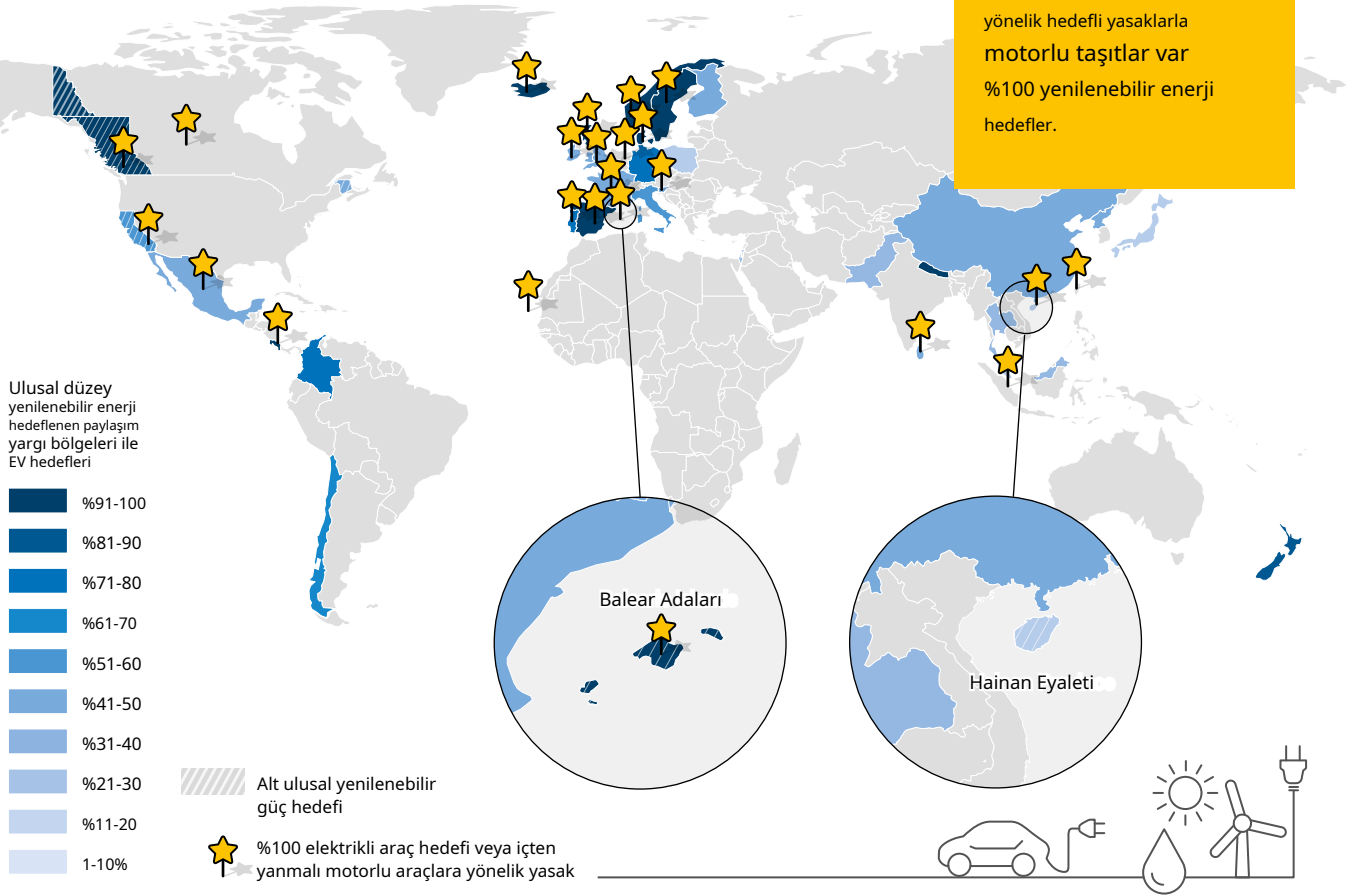 yönelik hedefli yasaklarla
motorlu taşıtlar var
%100 yenilenebilir enerji
hedefler.
Ulusal düzey
yenilenebilir enerji
hedeflenen paylaşım
yargı bölgeleri ile
EV hedefleri
%91-100
%81-90
%71-80
%61-70
%51-60
%41-50
%31-40
%21-30
%11-20
1-10%
Balear Adaları
Hainan Eyaleti
Alt ulusal yenilenebilir
güç hedefi
%100 elektrikli araç hedefi veya içten
yanmalı motorlu araçlara yönelik yasak